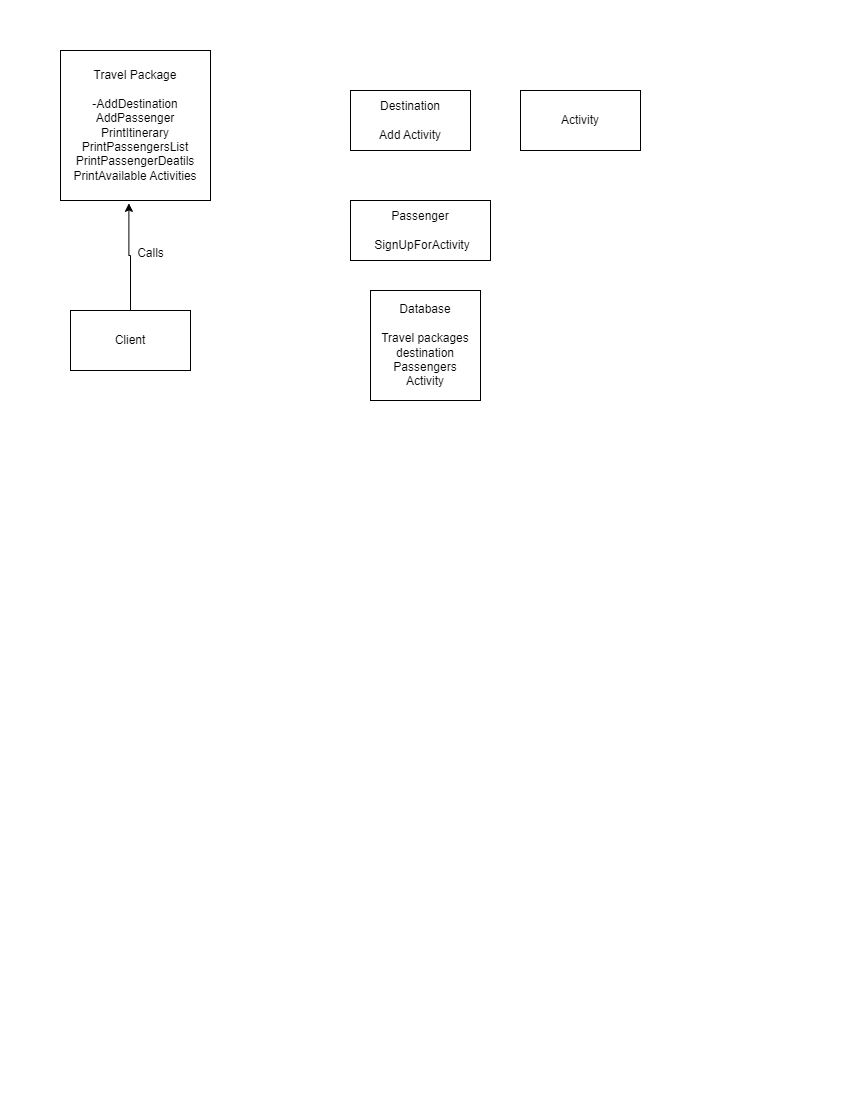 Travel Package
-AddDestination
AddPassenger
PrintItinerary
PrintPassengersList
PrintPassengerDeatils
PrintAvailable Activities
Destination
Add Activity
Activity
Passenger
SignUpForActivity
Calls
Client
Database
Travel packages
destination
Passengers
Activity